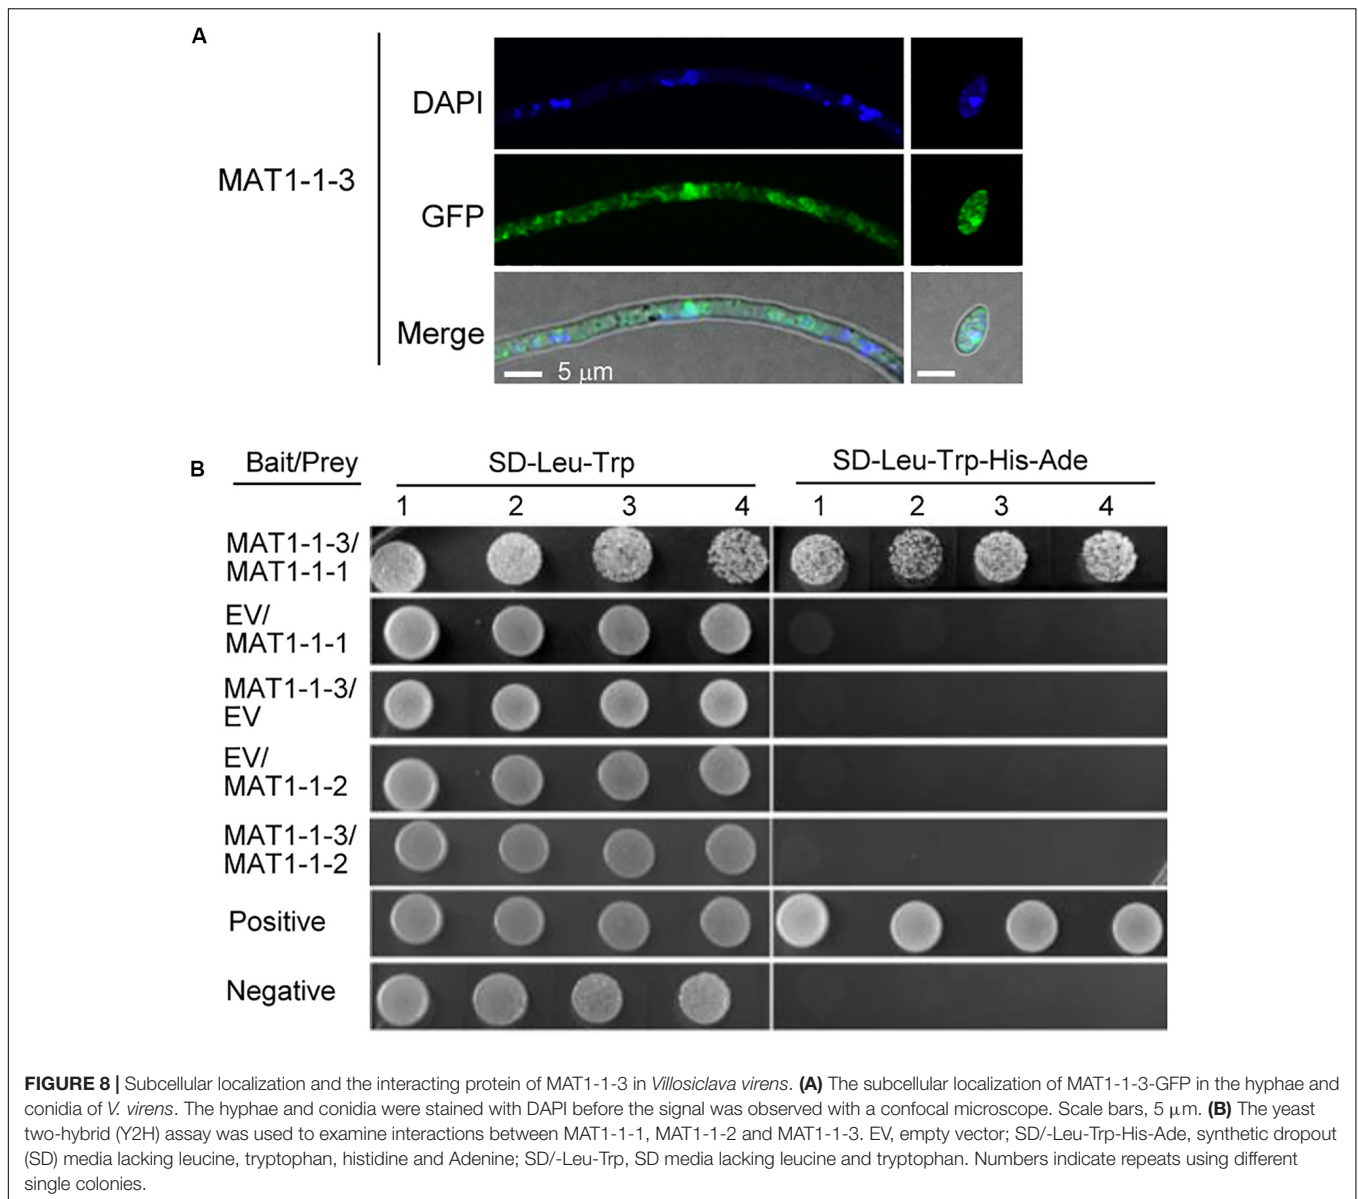 A
MAT1-1-3
DAPI
GFP
Merge
5 μm
B
Bait/Prey
SD-Leu-Trp
SD-Leu-Trp-His-Ade
1 2 3 4 1 2 3 4
MAT1-1-3/
MAT1-1-1
EV/
MAT1-1-1
MAT1-1-3/
EV
EV/
MAT1-1-2
MAT1-1-3/
MAT1-1-2
Positive
Negative
FIGURE 8 | Subcellular localization and the interacting protein of MAT1-1-3 in Villosiclava virens. (A) The subcellular localization of MAT1-1-3-GFP in the hyphae and
conidia of V. virens. The hyphae and conidia were stained with DAPI before the signal was observed with a confocal microscope. Scale bars, 5 μm. (B) The yeast
two-hybrid (Y2H) assay was used to examine interactions between MAT1-1-1, MAT1-1-2 and MAT1-1-3. EV, empty vector; SD/-Leu-Trp-His-Ade, synthetic dropout
(SD) media lacking leucine, tryptophan, histidine and Adenine; SD/-Leu-Trp, SD media lacking leucine and tryptophan. Numbers indicate repeats using different
single colonies.